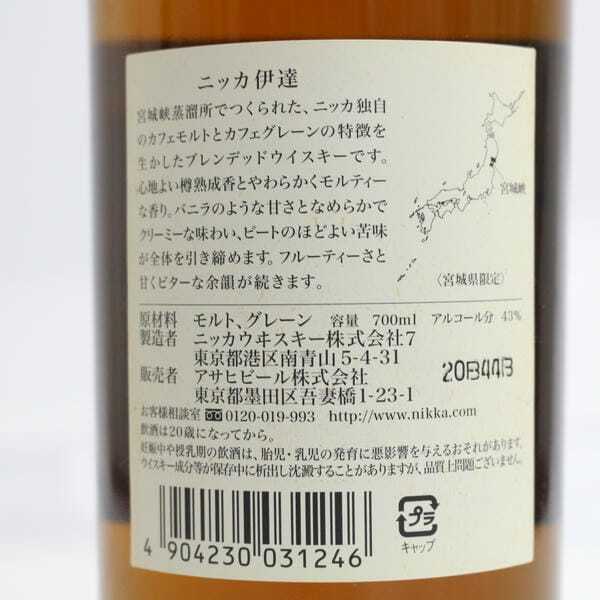 ニッカ伊達
宮城峡蒸溜所でつくられた、ニッカ独自
のカフェモルトとカフェグレーンの特徴を
生かしたブレンデッドウイスキーです。
心地よい樽熟成香とやわらかくモルティー
な香り。バニラのような甘さとなめらかで
クリーミーな味わい、ピートのほどよい苦味
が全体を引き締めます。フルーティーさと
甘くビターな余韻が続きます。
宮城峡
〈宮城県限定〉
原材料 モルト、グレーン 容量 700ml アルコール分 43%
製造者 ニッカウヰスキー株式会社7
東京都港区南青山5-4-31
販売者 アサヒビール株式会社
東京都墨田区吾妻橋1-23-1
20B44B
お客様相談室 0120-019-993 http://www.nikka.com
飲酒は20歳になってから。
妊娠中や授乳期の飲酒は、胎児・乳児の発育に悪影響を与えるおそれがあります。
ウイスキー成分等が保存中に析出し沈澱することがありますが、品質上問題ございません。
4 904230 031246
プラ
キャップ